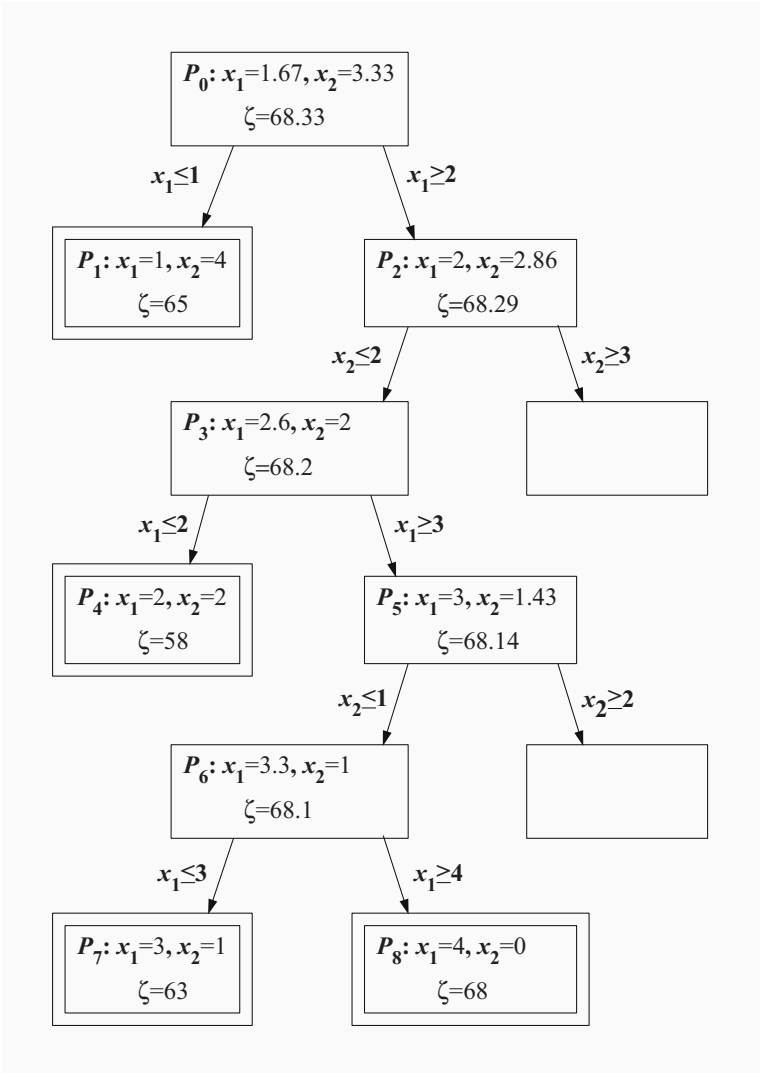 P0: x1=1.67, x2=3.33
ζ=68.33
x1≤1
x1≥2
P1: x1=1, x2=4
ζ=65
P2: x1=2, x2=2.86
ζ=68.29
x2≤2
x2≥3
P3: x1=2.6, x2=2
ζ=68.2
x1≤2
x1≥3
P4: x1=2, x2=2
ζ=58
P5: x1=3, x2=1.43
ζ=68.14
x2≤1
x2≥2
P6: x1=3.3, x2=1
ζ=68.1
x1≤3
x1≥4
P7: x1=3, x2=1
ζ=63
P8: x1=4, x2=0
ζ=68